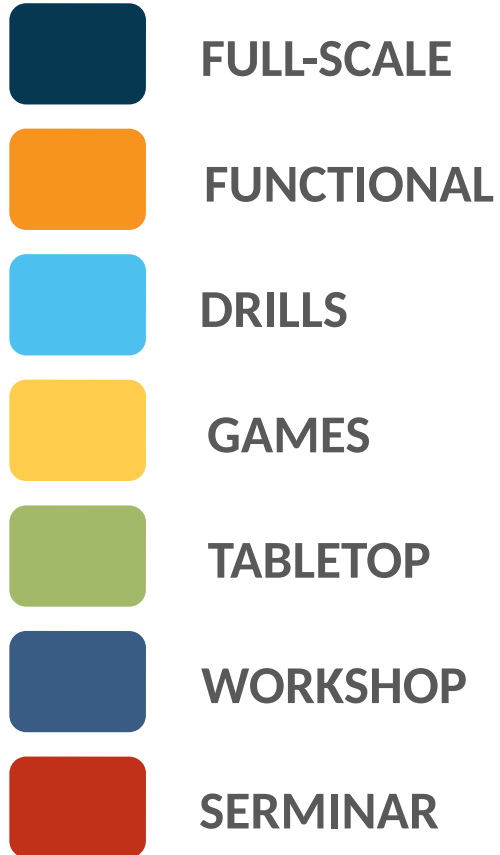 FULL-SCALE
FUNCTIONAL
DRILLS
GAMES
TABLETOP
WORKSHOP
SERMINAR